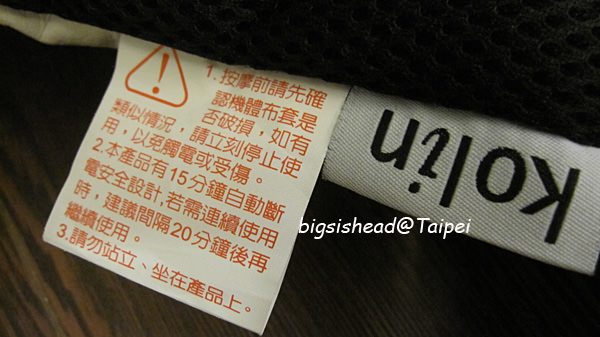 1. 按摩前請先確
認機體布套是
否破損，如有
類似情況，請立刻停止使
用，以免觸電或受傷。
2.本產品有15分鐘自動斷
電安全設計,若需連續使用
時，建議間隔20分鐘後再
繼續使用。
3.請勿站立、坐在產品上。
kolin
bigsishead@Taipei